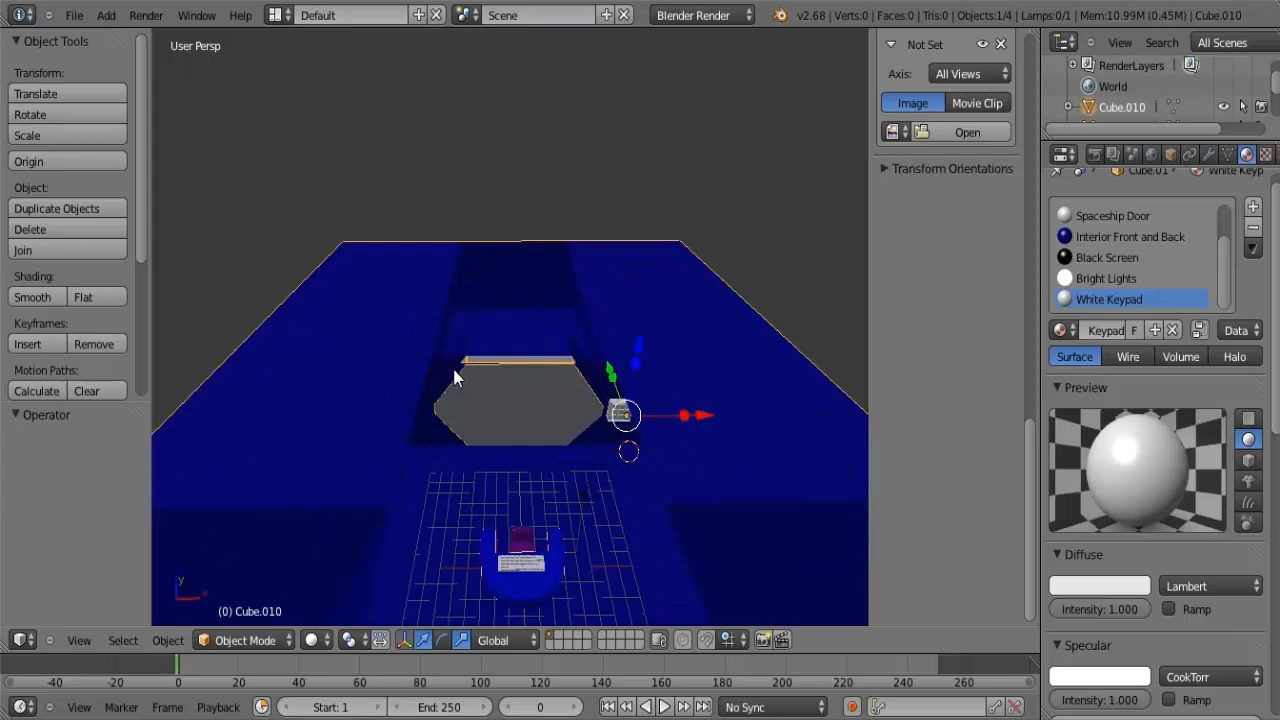 File Render Window Help Default Scene Blender Render v2.68 | Verts:0 | Faces:0 | Tris:0 | Objects:1/4 | Lamps:0/1 | Mem:10.99M (0.45M) | Cube.010
Object Tools
Transform:
Translate
Rotate
Scale
Origin
Object:
Duplicate Objects
Delete
Join
Shading:
Smooth Flat
Keyframes:
Insert Remove
Motion Paths:
Calculate Clear
Operator
User Persp
y
x
(0) Cube.010
Not Set
Axis: All Views
Image Movie Clip
Open
Transform Orientations
View Search All Scenes
RenderLayers
World
Cube.010
Cube.01 White Keyp
Spaceship Door
Interior Front and Back
Black Screen
Bright Lights
White Keypad
Keypad F Data
Surface Wire Volume Halo
Preview
Diffuse
Lambert
Intensity: 1.000 Ramp
Specular
CookTorr
Intensity: 1.000 Ramp
View Select Object Object Mode Global
-40 -20 0 20 40 60 80 100 120 140 160 180 200 220 240 260
View Marker Frame Playback Start: 1 End: 250 0 No Sync